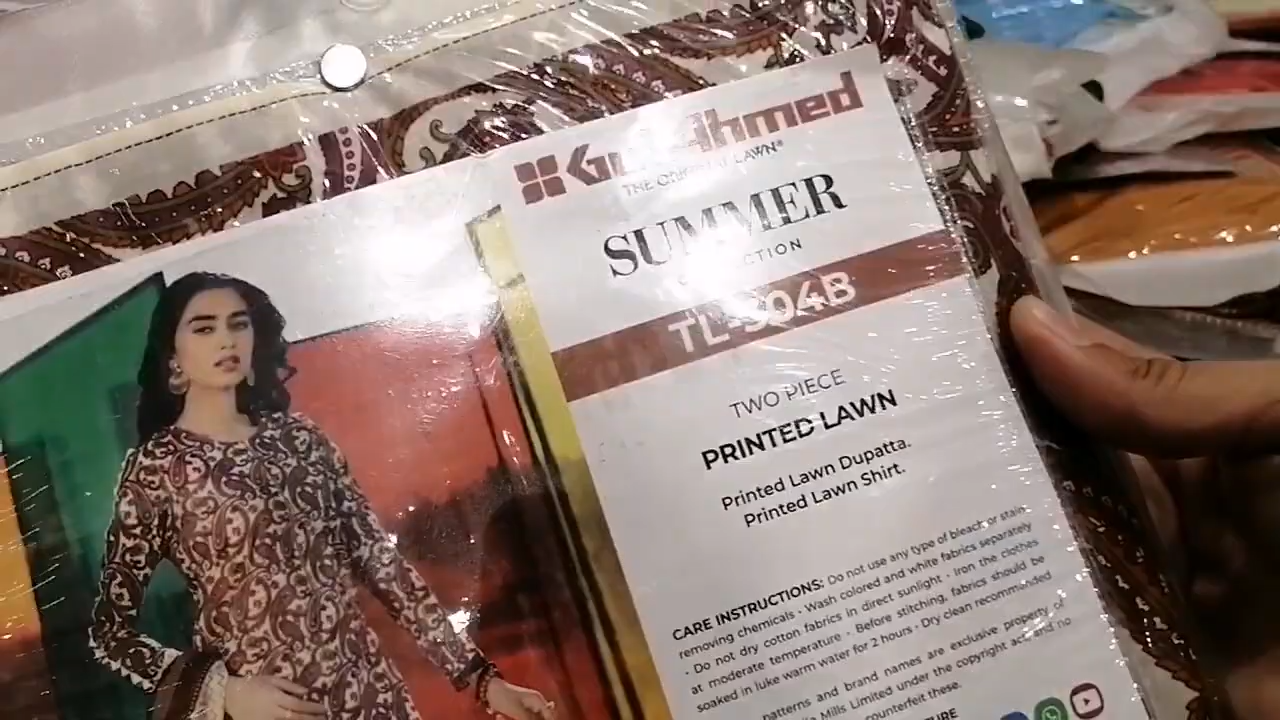 GulAhmed
THE ORIGINAL LAWN®
SUMMER
TL-304B
TWO PIECE
PRINTED LAWN
Printed Lawn Dupatta.
Printed Lawn Shirt.
CARE INSTRUCTIONS: Do not use any type of bleach or stain
removing chemicals • Wash colored and white fabrics separately
• Do not dry cotton fabrics in direct sunlight • Iron the clothes
at moderate temperature • Before stitching, fabrics should be
soaked in luke warm water for 2 hours • Dry clean recommended
patterns and brand names are exclusive property of
Mills Limited under the copyright act and no
counterfeit these.